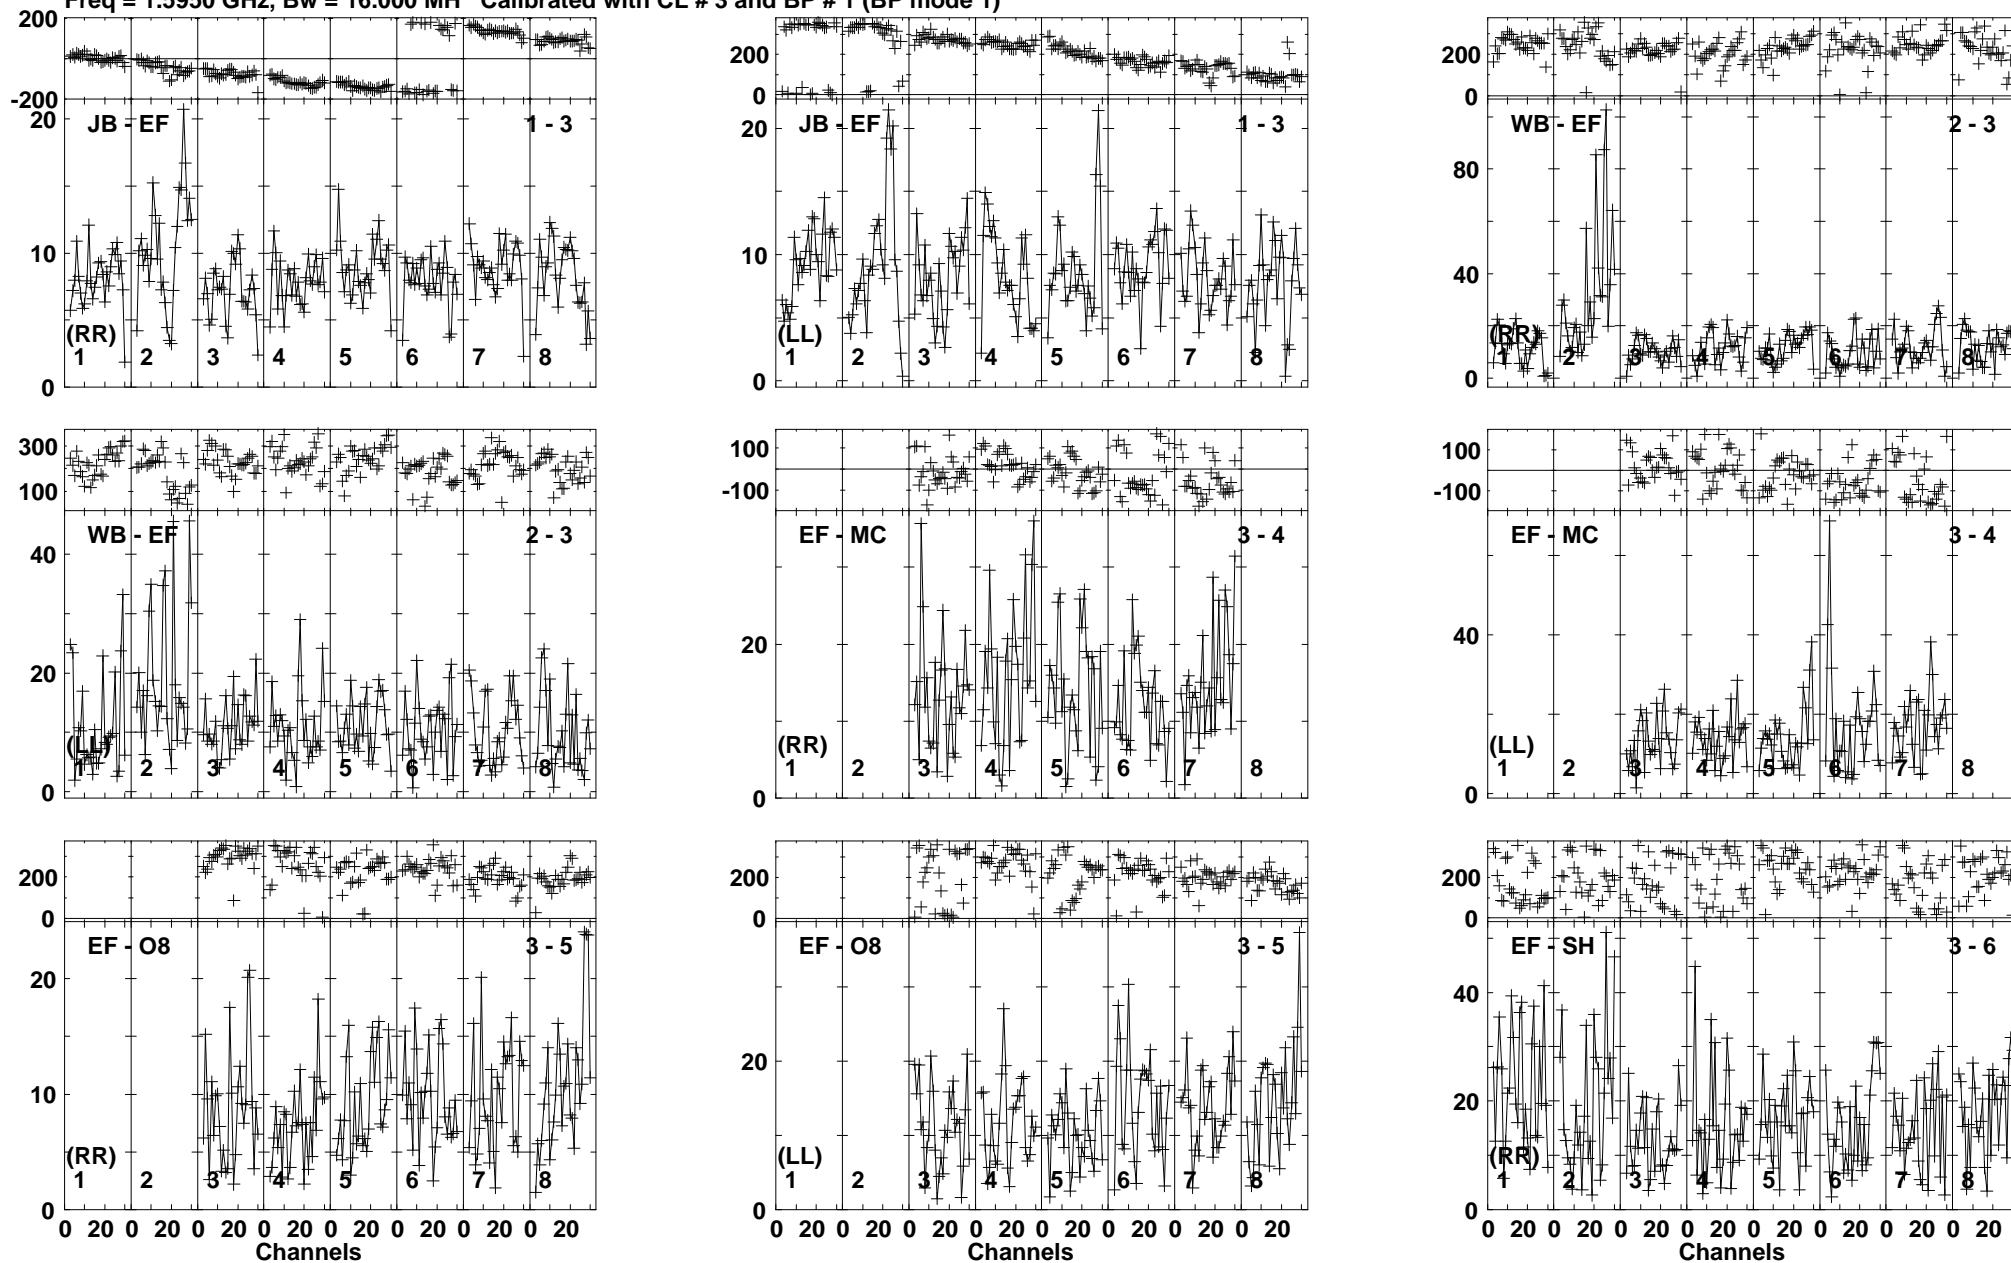 Freq = 1.5950 GHz, Bw = 16.000 MH Calibrated with CL # 3 and BP # 1 (BP mode 1)
200
-200
20
10
0
JB - EF 1 - 3
(RR)
1 2 3 4 5 6 7 8
200
0
20
10
0
JB - EF 1 - 3
(LL)
1 2 3 4 5 6 7 8
200
0
80
40
0
WB - EF 2 - 3
(RR)
1 2 3 4 5 6 7 8
300
100
40
20
0
WB - EF 2 - 3
(LL)
1 2 3 4 5 6 7 8
100
-100
20
0
EF - MC 3 - 4
(RR)
1 2 3 4 5 6 7 8
100
-100
40
0
EF - MC 3 - 4
(LL)
1 2 3 4 5 6 7 8
200
0
20
10
0
EF - O8 3 - 5
(RR)
1 2 3 4 5 6 7 8
0 20 0 20 0 20 0 20 0 20 0 20 0 20 0 20
Channels
200
0
20
0
EF - O8 3 - 5
(LL)
1 2 3 4 5 6 7 8
0 20 0 20 0 20 0 20 0 20 0 20 0 20 0 20
Channels
200
0
40
20
0
EF - SH 3 - 6
(RR)
1 2 3 4 5 6 7 8
0 20 0 20 0 20 0 20 0 20 0 20 0 20 0 20
Channels